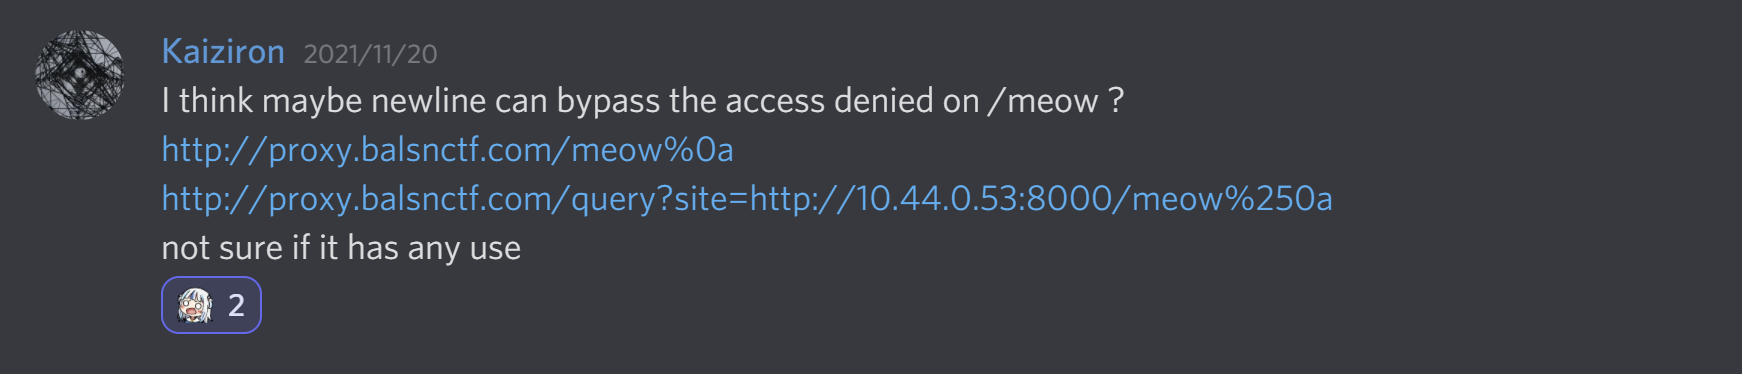 Kaiziron 2021/11/20
I think maybe newline can bypass the access denied on /meow ?
http://proxy.balsnctf.com/meow%0a
http://proxy.balsnctf.com/query?site=http://10.44.0.53:8000/meow%250a
not sure if it has any use
2